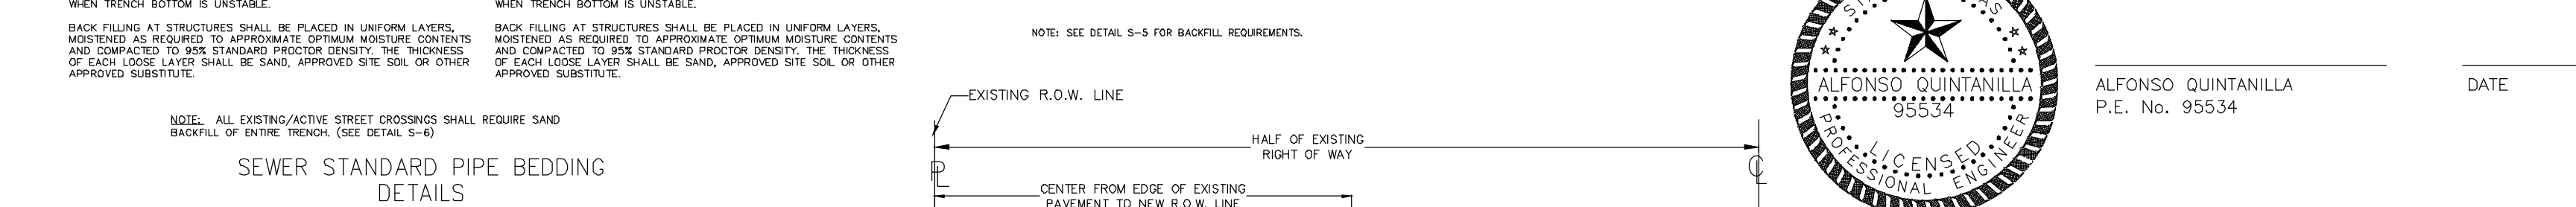 WHEN TRENCH BOTTOM IS UNSTABLE.
BACK FILLING AT STRUCTURES SHALL BE PLACED IN UNIFORM LAYERS,
MOISTENED AS REQUIRED TO APPROXIMATE OPTIMUM MOISTURE CONTENTS
AND COMPACTED TO 95% STANDARD PROCTOR DENSITY. THE THICKNESS
OF EACH LOOSE LAYER SHALL BE SAND, APPROVED SITE SOIL OR OTHER
APPROVED SUBSTITUTE.
WHEN TRENCH BOTTOM IS UNSTABLE.
BACK FILLING AT STRUCTURES SHALL BE PLACED IN UNIFORM LAYERS,
MOISTENED AS REQUIRED TO APPROXIMATE OPTIMUM MOISTURE CONTENTS
AND COMPACTED TO 95% STANDARD PROCTOR DENSITY. THE THICKNESS
OF EACH LOOSE LAYER SHALL BE SAND, APPROVED SITE SOIL OR OTHER
APPROVED SUBSTITUTE.
NOTE: ALL EXISTING/ACTIVE STREET CROSSINGS SHALL REQUIRE SAND
BACKFILL OF ENTIRE TRENCH. (SEE DETAIL S-6)
SEWER STANDARD PIPE BEDDING
DETAILS
NOTE: SEE DETAIL S-5 FOR BACKFILL REQUIREMENTS.
EXISTING R.O.W. LINE
HALF OF EXISTING
RIGHT OF WAY
PL
CL
CENTER FROM EDGE OF EXISTING
PAVEMENT TO NEW R.O.W. LINE
ALFONSO QUINTANILLA
95534
LICENSED
PROFESSIONAL ENGINEER
ALFONSO QUINTANILLA
P.E. No. 95534
DATE